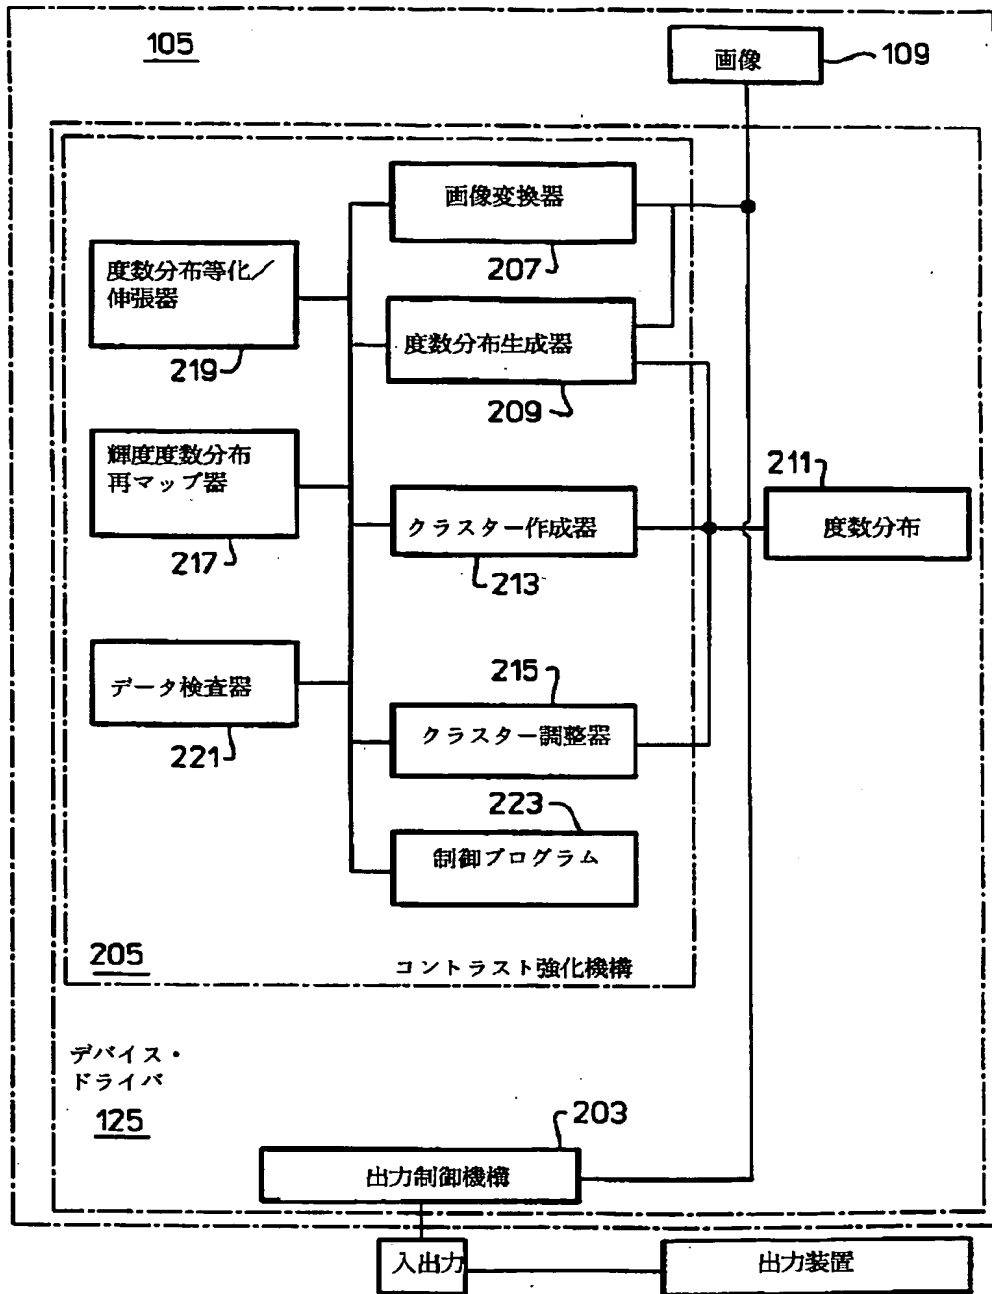 105
画像
109
画像変換器
207
度数分布等化／
伸張器
219
度数分布生成器
209
輝度度数分布
再マップ器
217
211
度数分布
クラスター作成器
213
データ検査器
221
215
クラスター調整器
223
制御プログラム
205
コントラスト強化機構
デバイス・
ドライバ
125
203
出力制御機構
入出力
出力装置